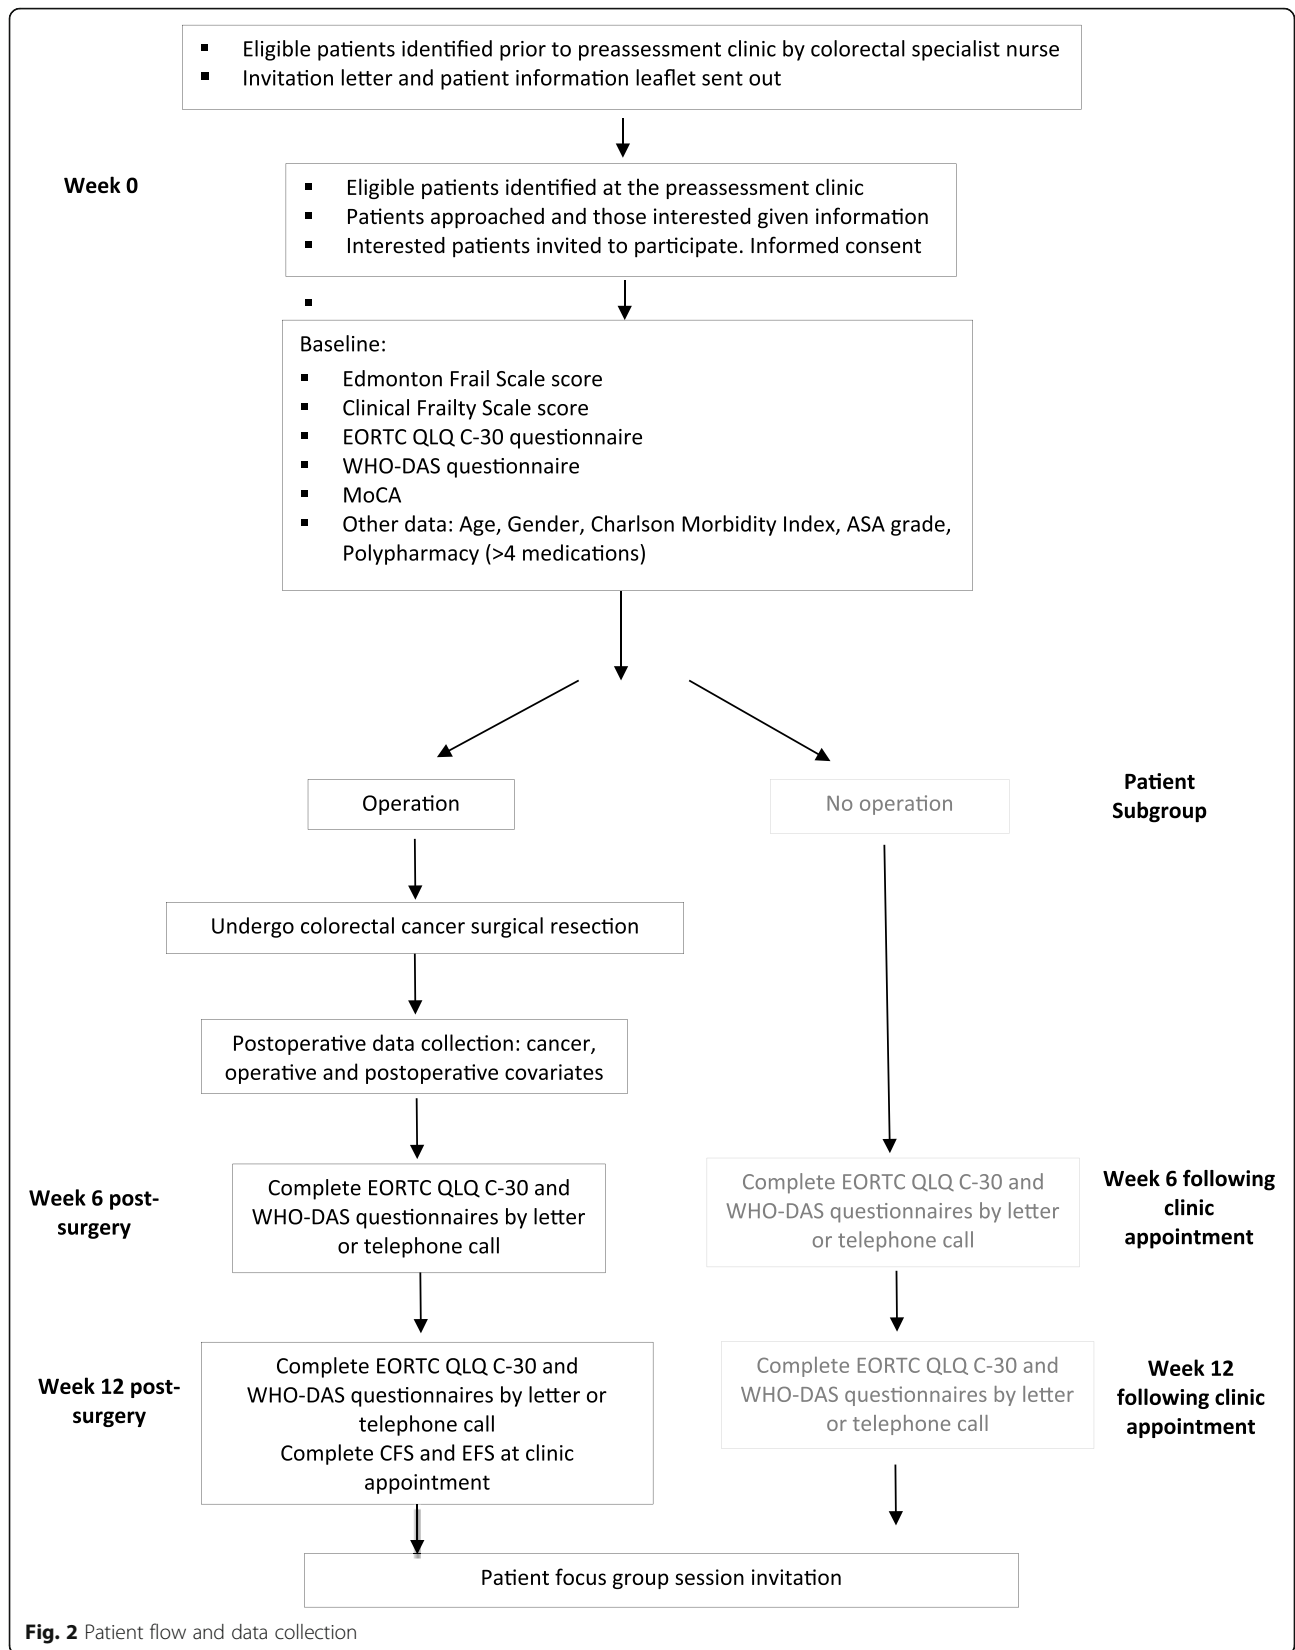 ▪ Eligible patients identified prior to preassessment clinic by colorectal specialist nurse
▪ Invitation letter and patient information leaflet sent out
Week 0
▪ Eligible patients identified at the preassessment clinic
▪ Patients approached and those interested given information
▪ Interested patients invited to participate. Informed consent
▪
Baseline:
▪ Edmonton Frail Scale score
▪ Clinical Frailty Scale score
▪ EORTC QLQ C-30 questionnaire
▪ WHO-DAS questionnaire
▪ MoCA
▪ Other data: Age, Gender, Charlson Morbidity Index, ASA grade,
Polypharmacy (>4 medications)
Operation
No operation
Patient
Subgroup
Undergo colorectal cancer surgical resection
Postoperative data collection: cancer,
operative and postoperative covariates
Week 6 post-
surgery
Complete EORTC QLQ C-30 and
WHO-DAS questionnaires by letter
or telephone call
Complete EORTC QLQ C-30 and
WHO-DAS questionnaires by letter
or telephone call
Week 6 following
clinic
appointment
Week 12 post-
surgery
Complete EORTC QLQ C-30 and
WHO-DAS questionnaires by letter or
telephone call
Complete CFS and EFS at clinic
appointment
Complete EORTC QLQ C-30 and
WHO-DAS questionnaires by letter
or telephone call
Week 12
following clinic
appointment
Patient focus group session invitation
Fig. 2 Patient flow and data collection